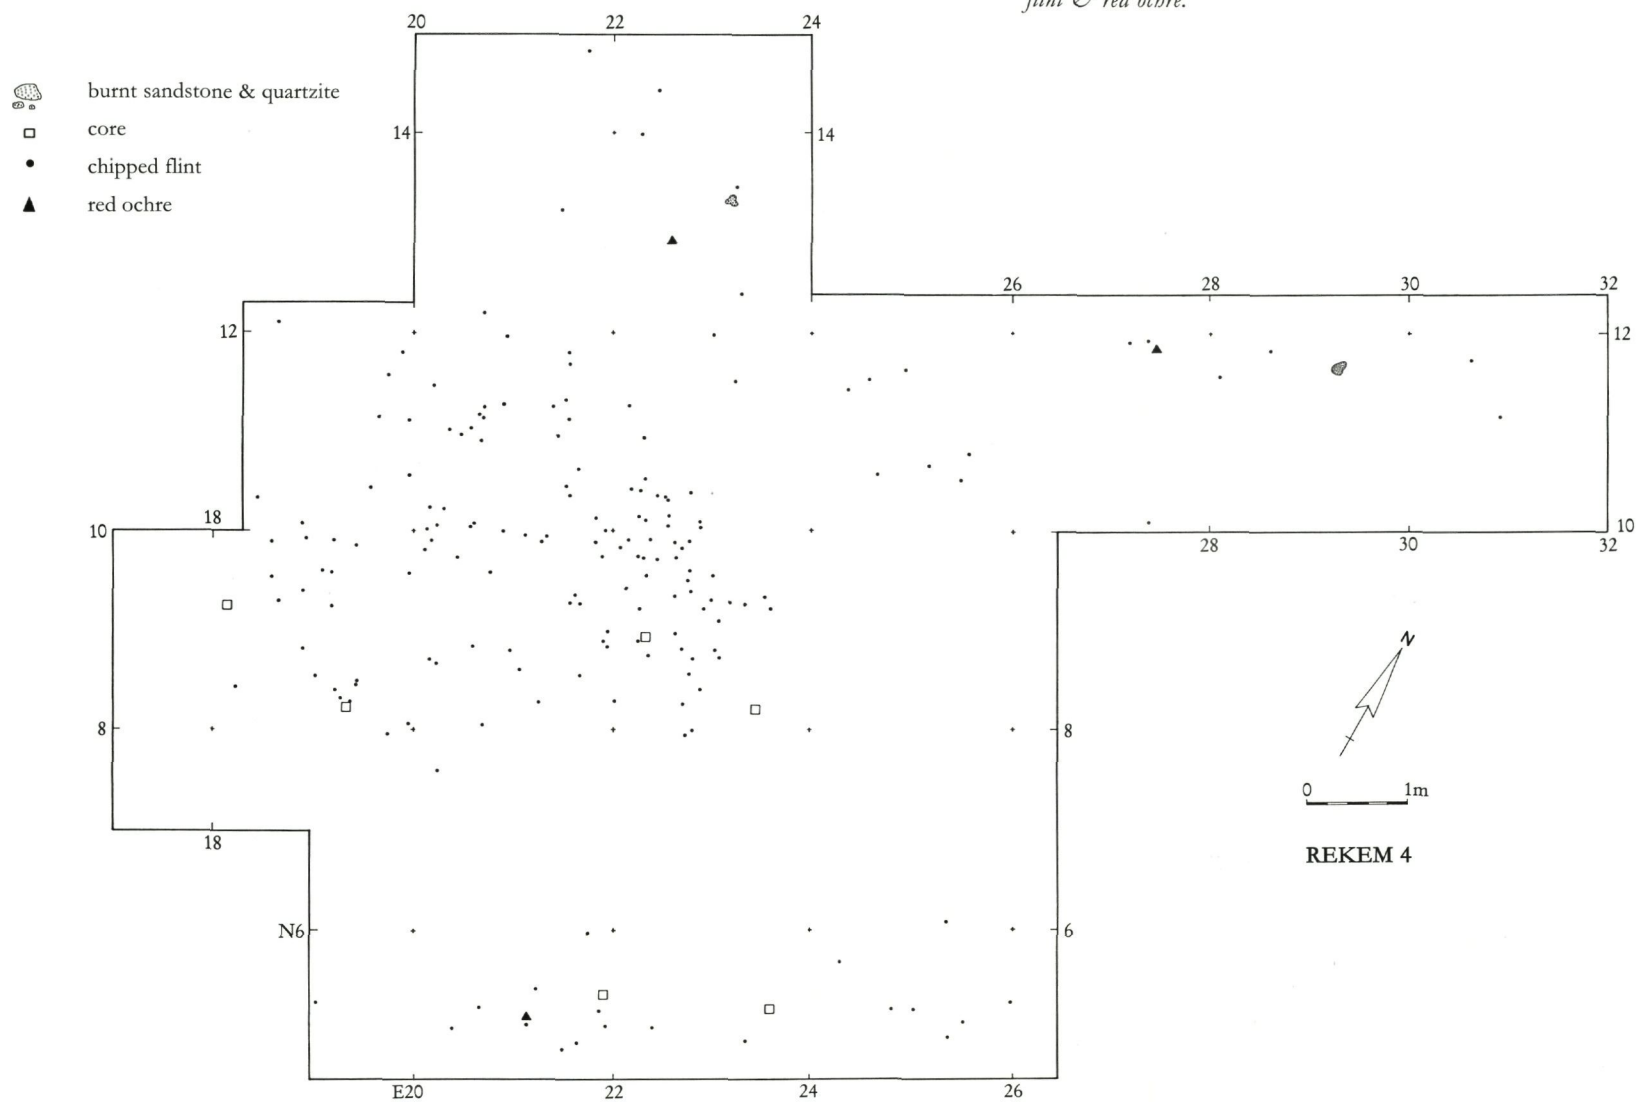 flint & red ochre.
20 22 24
burnt sandstone & quartzite
core
chipped flint
red ochre
14 14
26 28 30 32
12 12
18
10 10
28 30 32
N
8 8
0 1m
18
REKEM 4
N6 6
E20 22 24 26